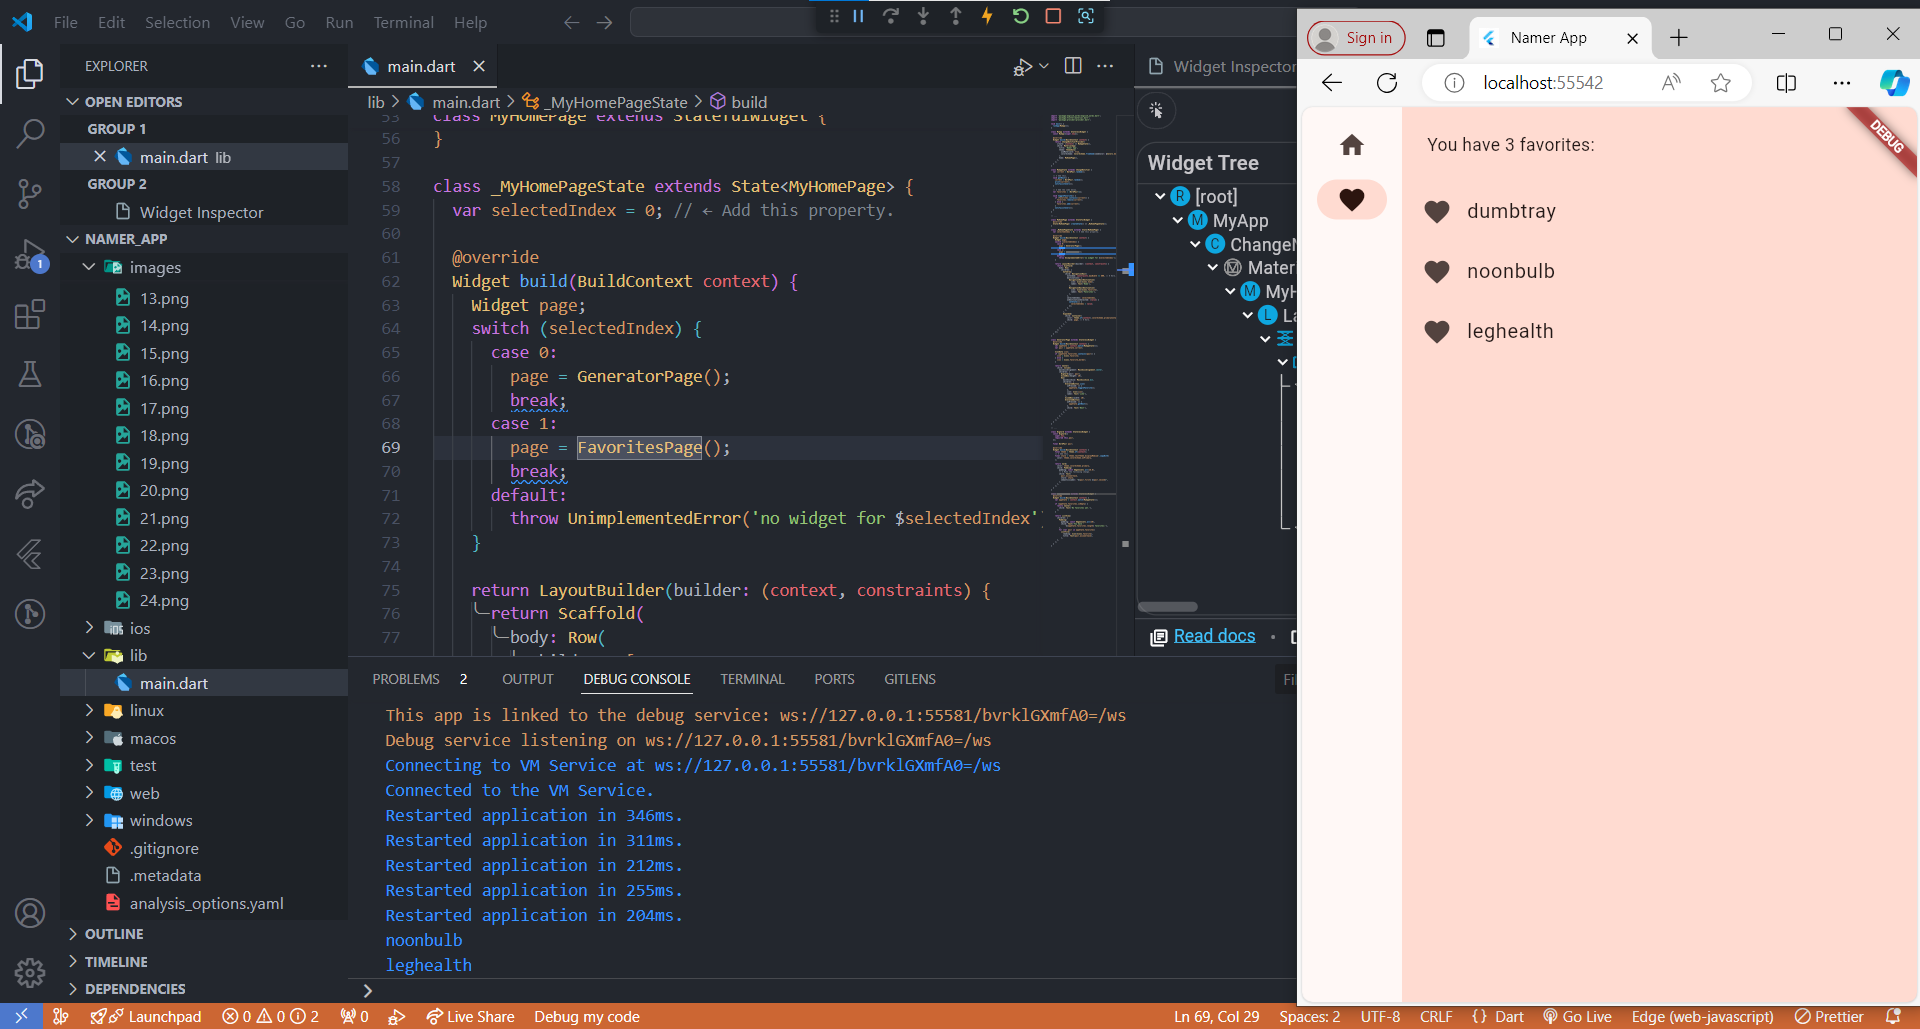 File Edit Selection View Go Run Terminal Help
EXPLORER
OPEN EDITORS
GROUP 1
main.dart lib
GROUP 2
Widget Inspector
NAMER_APP
images
13.png
14.png
15.png
16.png
17.png
18.png
19.png
20.png
21.png
22.png
23.png
24.png
ios
lib
main.dart
linux
macos
test
web
windows
.gitignore
.metadata
analysis_options.yaml
OUTLINE
TIMELINE
DEPENDENCIES
main.dart
lib > main.dart > _MyHomePageState > build
53 class MyHomePage extends StatefulWidget {
56 }
57
58 class _MyHomePageState extends State<MyHomePage> {
59 var selectedIndex = 0; // ← Add this property.
60
61 @override
62 Widget build(BuildContext context) {
63 Widget page;
64 switch (selectedIndex) {
65 case 0:
66 page = GeneratorPage();
67 break;
68 case 1:
69 page = FavoritesPage();
70 break;
71 default:
72 throw UnimplementedError('no widget for $selectedIndex')
73 }
74
75 return LayoutBuilder(builder: (context, constraints) {
76 return Scaffold(
77 body: Row(
Widget Inspector
Widget Tree
[root]
MyApp
ChangeN
Materi
MyH
La
Read docs
PROBLEMS 2 OUTPUT DEBUG CONSOLE TERMINAL PORTS GITLENS
Fil
This app is linked to the debug service: ws://127.0.0.1:55581/bvrklGXmfA0=/ws
Debug service listening on ws://127.0.0.1:55581/bvrklGXmfA0=/ws
Connecting to VM Service at ws://127.0.0.1:55581/bvrklGXmfA0=/ws
Connected to the VM Service.
Restarted application in 346ms.
Restarted application in 311ms.
Restarted application in 212ms.
Restarted application in 255ms.
Restarted application in 204ms.
noonbulb
leghealth
Sign in
Namer App
localhost:55542
DEBUG
You have 3 favorites:
dumbtray
noonbulb
leghealth
Launchpad 0 0 2 0 Live Share Debug my code
Ln 69, Col 29 Spaces: 2 UTF-8 CRLF {} Dart Go Live Edge (web-javascript) Prettier